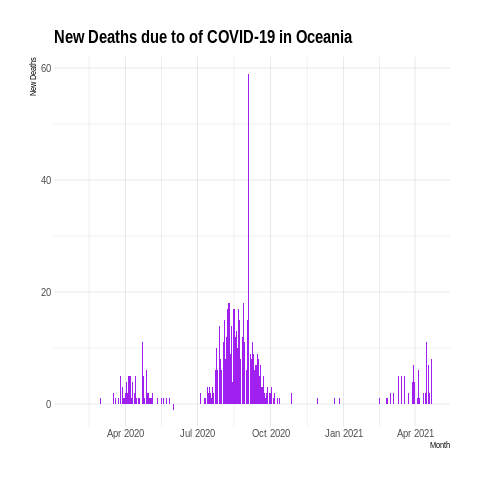 New Deaths due to of COVID-19 in Oceania
New Deaths
60
40
20
0
Apr 2020 Jul 2020 Oct 2020 Jan 2021 Apr 2021
Month